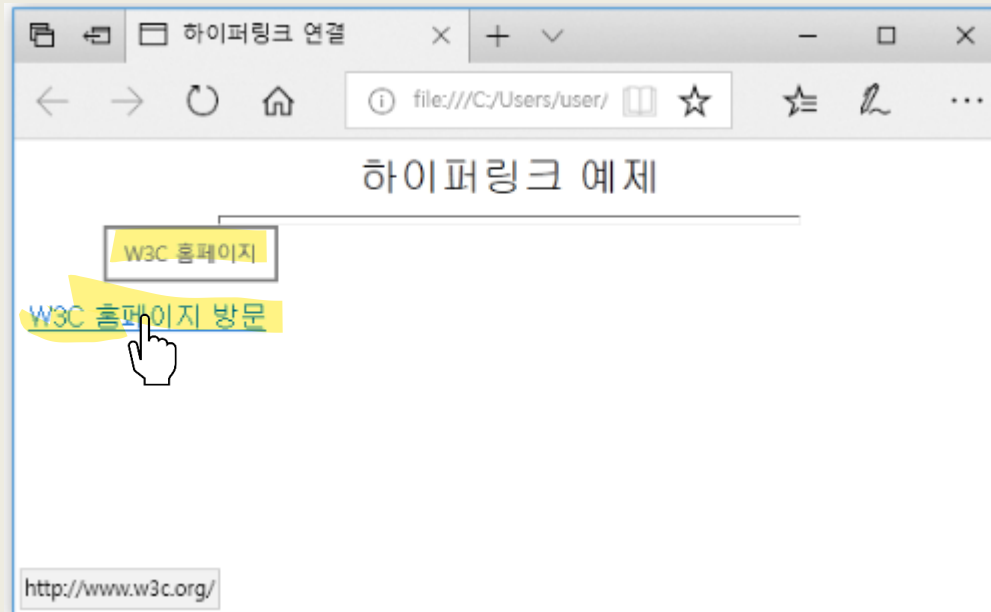 하이퍼링크 연결
file:///C:/Users/user/
하이퍼링크 예제
W3C 홈페이지
W3C 홈페이지 방문
http://www.w3c.org/